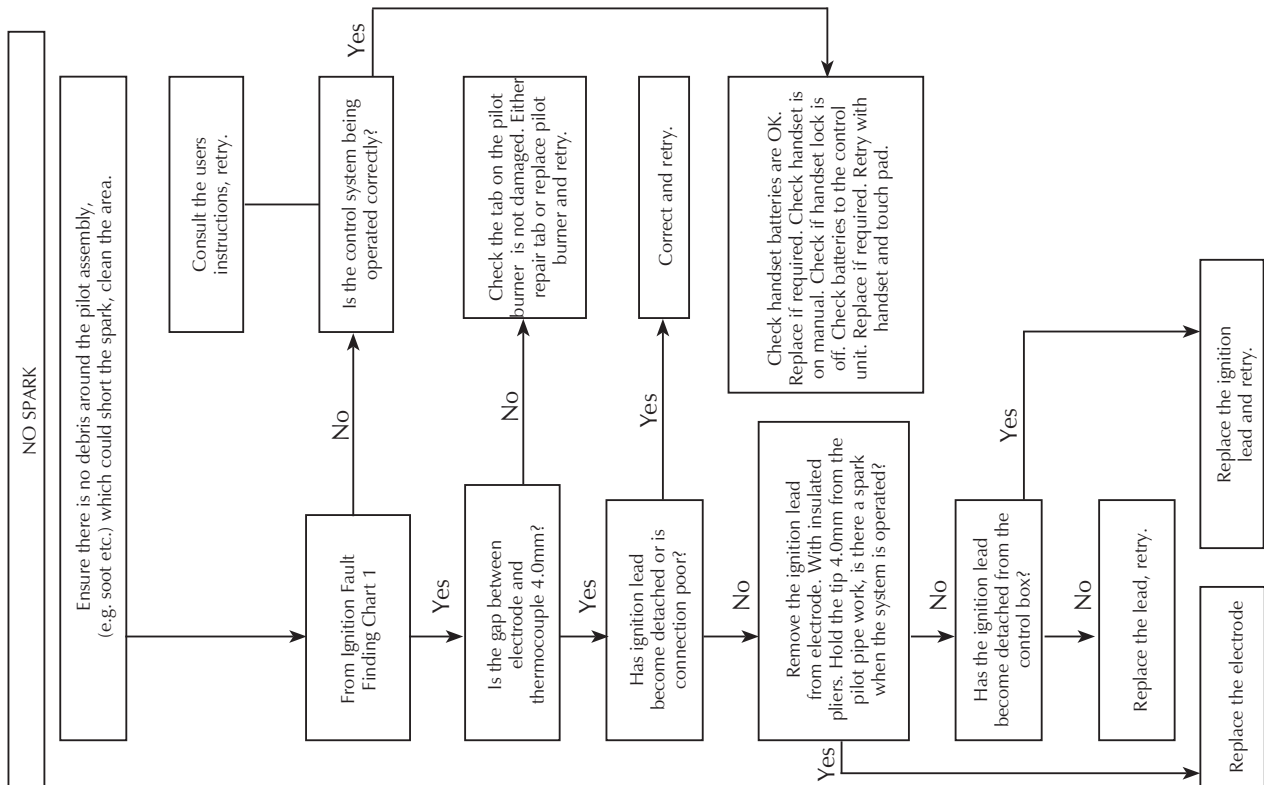 NO SPARK
Ensure there is no debris around the pilot assembly,
(e.g. soot etc.) which could short the spark, clean the area.
Consult the users
instructions, retry.
From Ignition Fault
Finding Chart 1
No
Is the control system being
operated correctly?
Yes
Yes
Is the gap between
electrode and
thermocouple 4.0mm?
No
Check the tab on the pilot
burner is not damaged. Either
repair tab or replace pilot
burner and retry.
Yes
Has ignition lead
become detached or is
connection poor?
Yes
Correct and retry.
No
Remove the ignition lead
from electrode. With insulated
pliers. Hold the tip 4.0mm from the
pilot pipe work, is there a spark
when the system is operated?
Check handset batteries are OK.
Replace if required. Check handset is
on manual. Check if handset lock is
off. Check batteries to the control
unit. Replace if required. Retry with
handset and touch pad.
Yes
No
Has the ignition lead
become detached from the
control box?
Yes
No
Replace the lead, retry.
Replace the electrode
Replace the ignition
lead and retry.